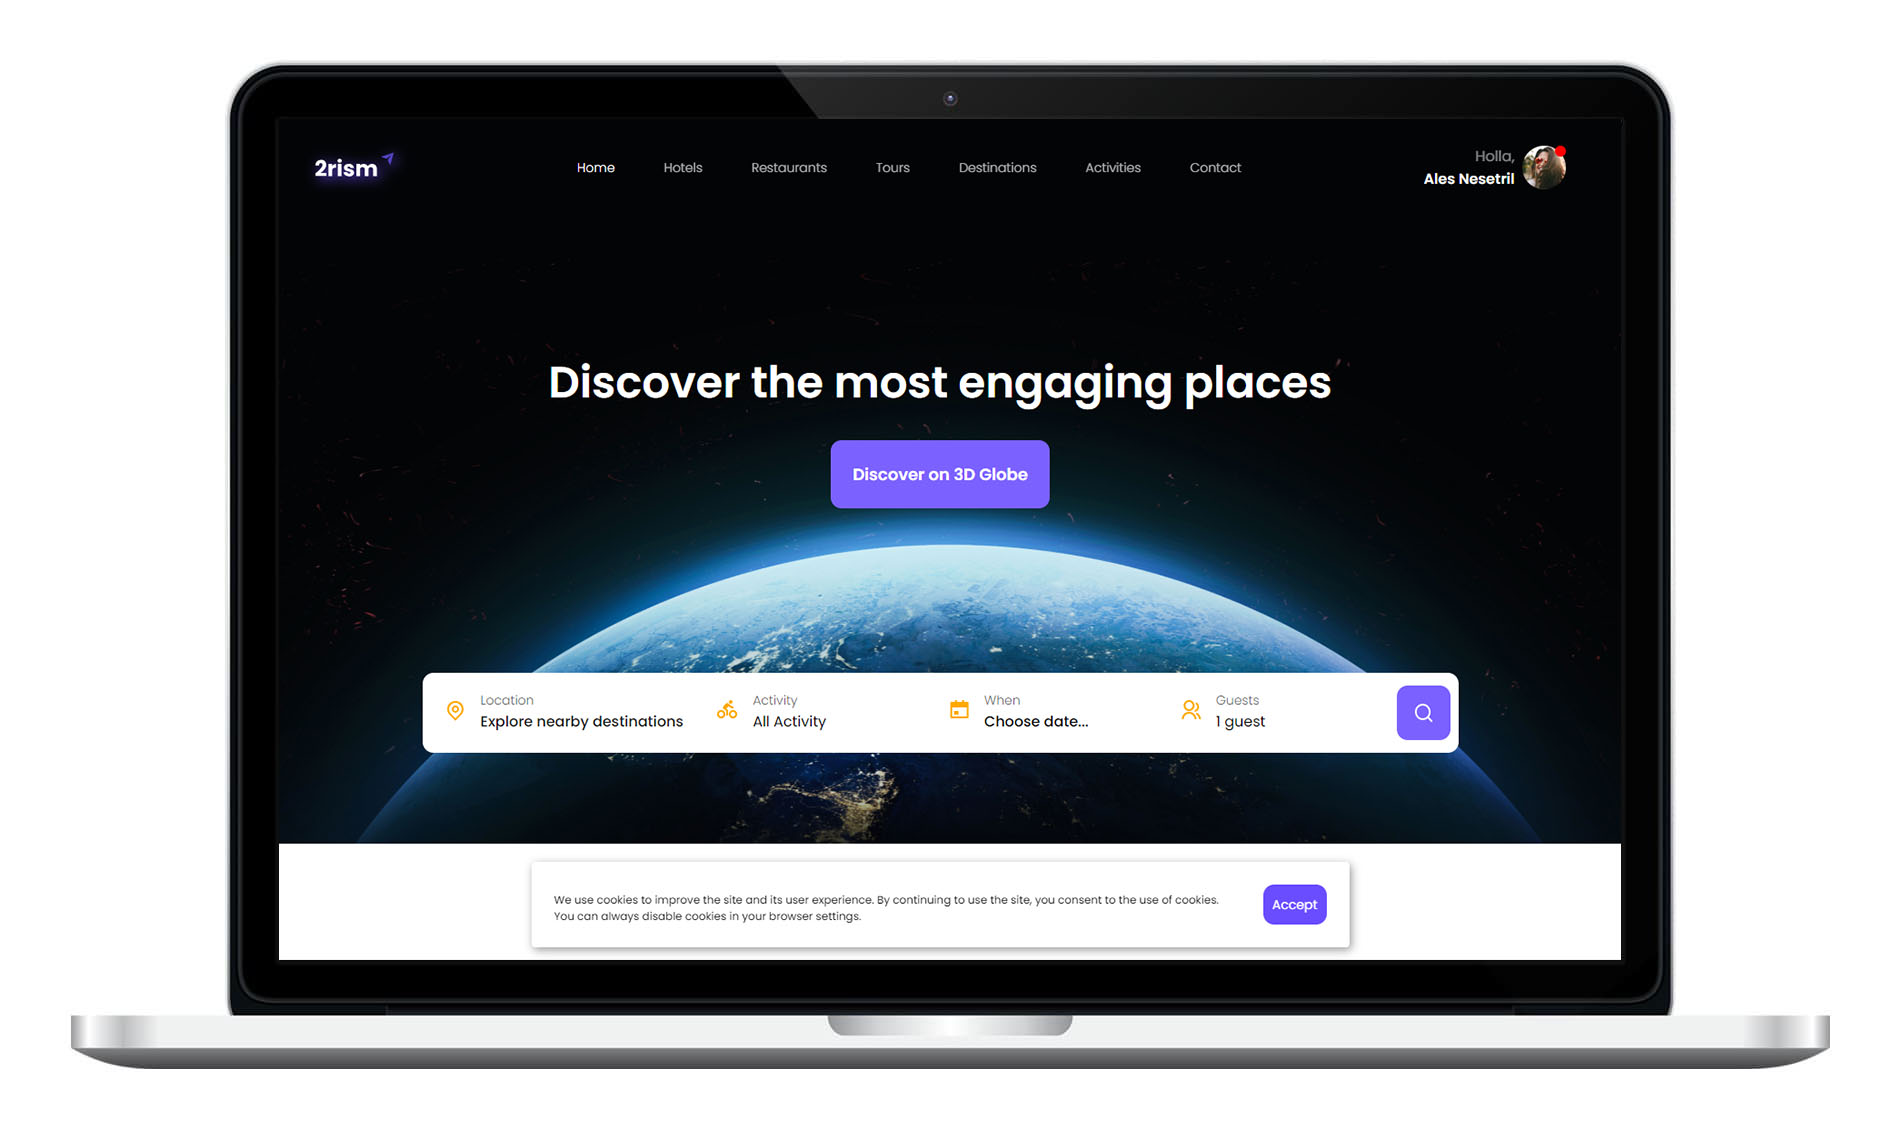 2rism
Home Hotels Restaurants Tours Destinations Activities Contact
Holla,
Ales Nesetril
Discover the most engaging places
Discover on 3D Globe
Location
Explore nearby destinations
Activity
All Activity
When
Choose date...
Guests
1 guest
We use cookies to improve the site and its user experience. By continuing to use the site, you consent to the use of cookies.
You can always disable cookies in your browser settings.
Accept